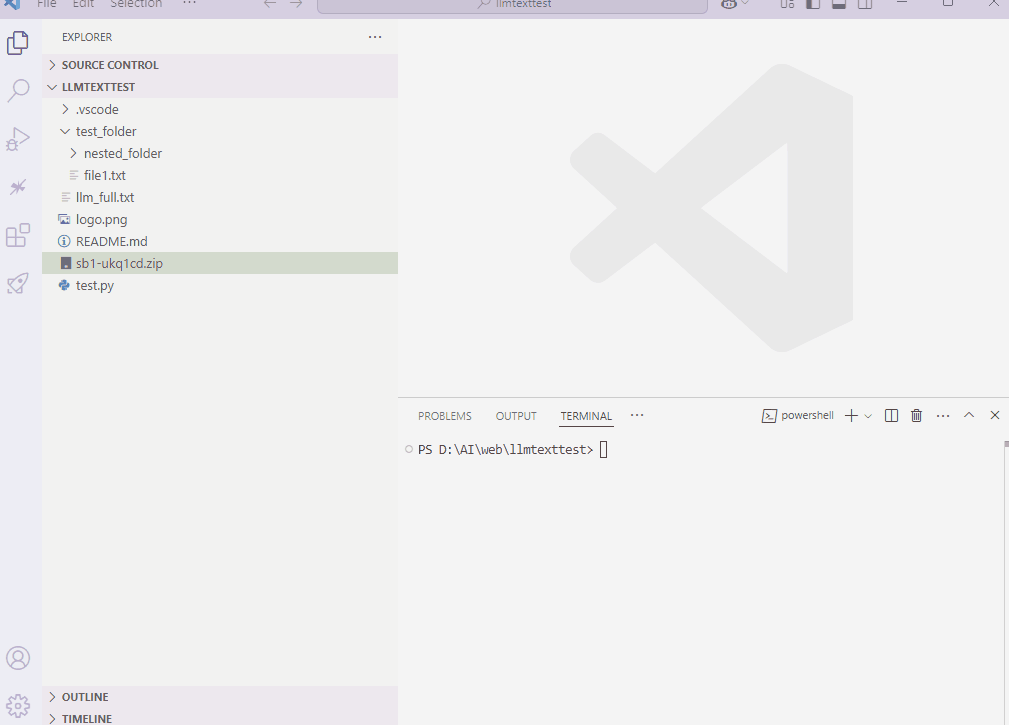 File Edit Selection ··· llmtexttest
EXPLORER ···
SOURCE CONTROL
LLMTEXTTEST
.vscode
test_folder
nested_folder
file1.txt
llm_full.txt
logo.png
README.md
sb1-ukq1cd.zip
test.py
OUTLINE
TIMELINE
PROBLEMS OUTPUT TERMINAL ··· powershell ···
PS D:\AI\web\llmtexttest>